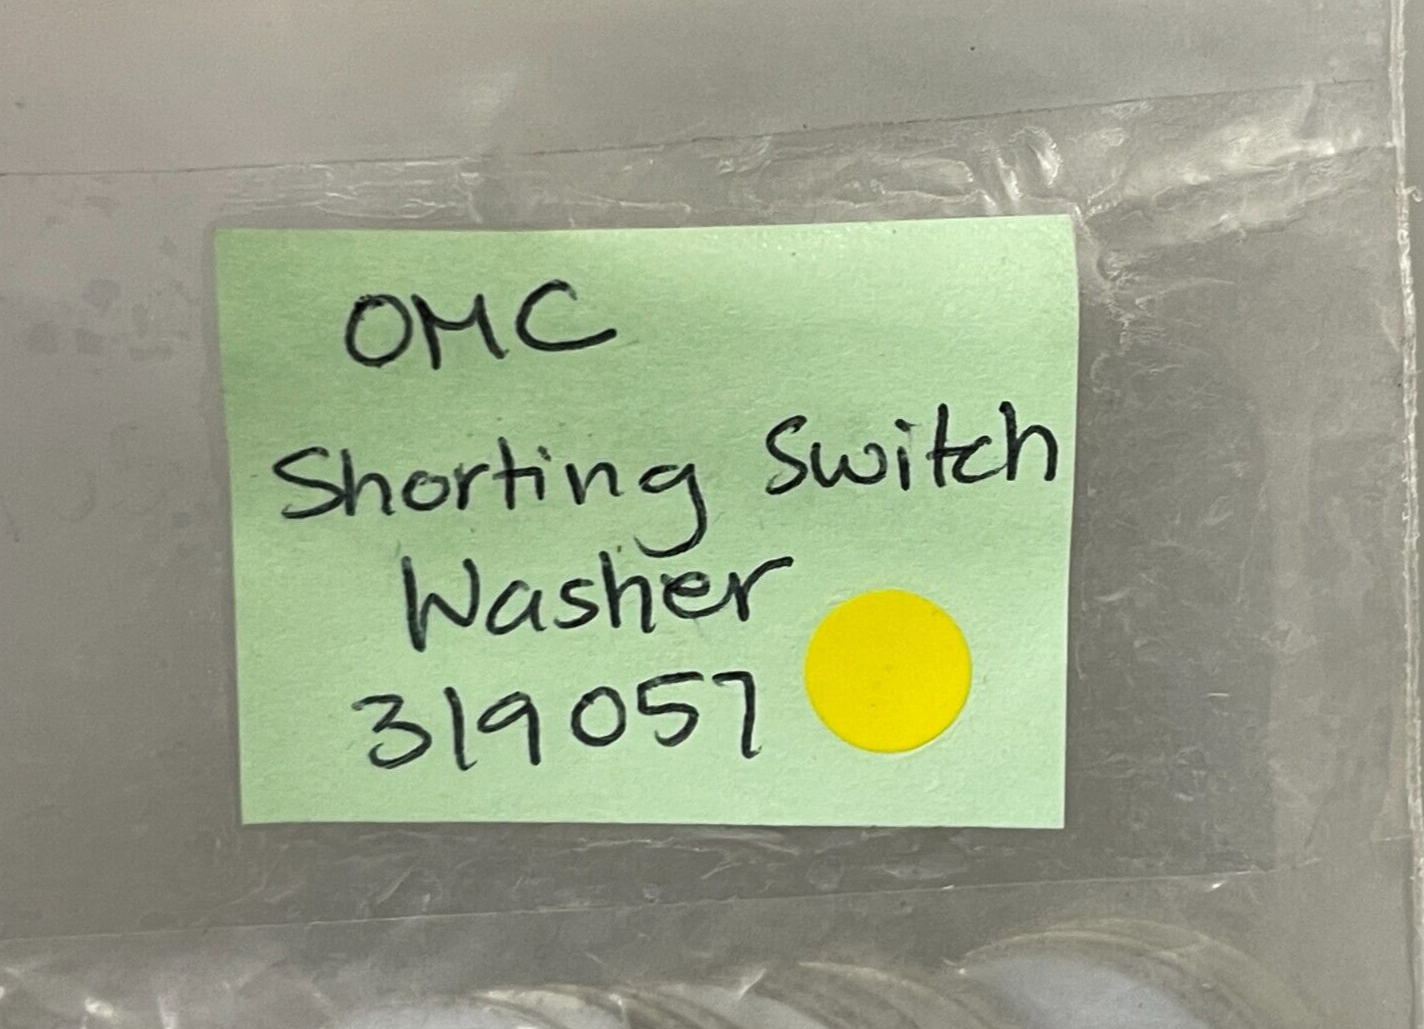 OMC
Shorting Switch
Washer
319057